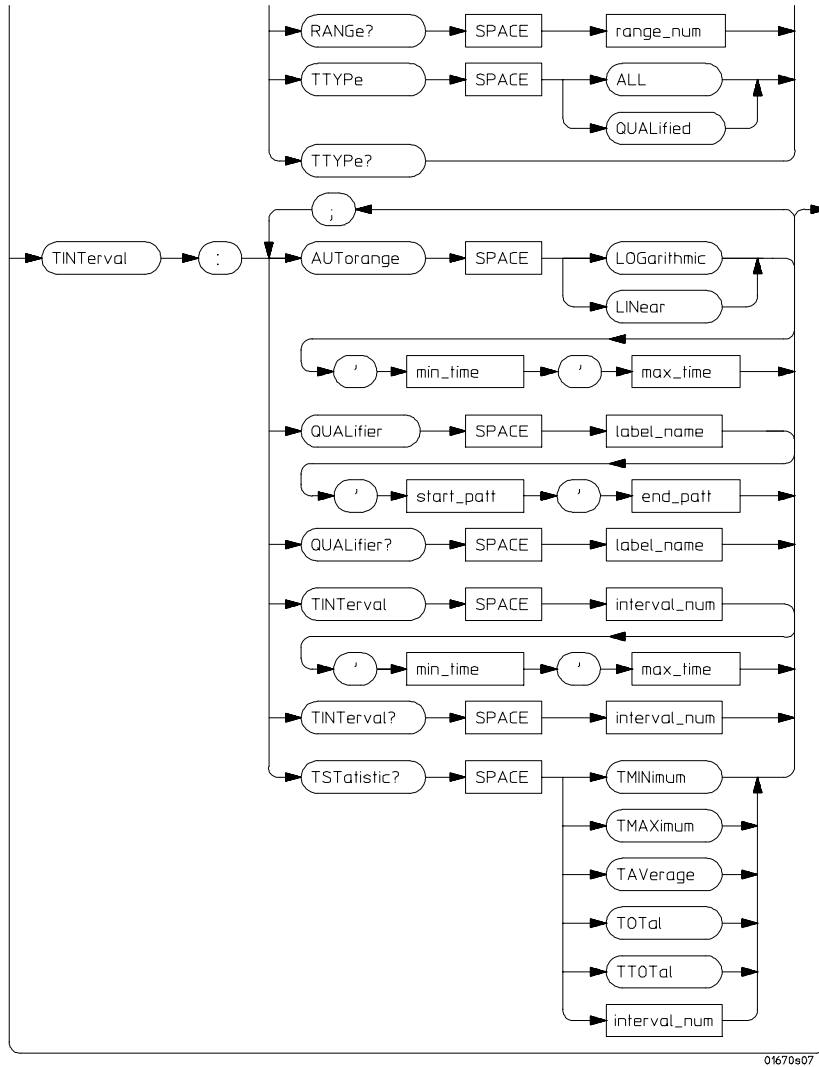 RANGe? SPACE range_num
TTYPe SPACE ALL
QUALified
TTYPe?
;
TINTerval : AUTorange SPACE LOGarithmic
LINear
, min_time , max_time
QUALifier SPACE label_name
, start_patt , end_patt
QUALifier? SPACE label_name
TINTerval SPACE interval_num
, min_time , max_time
TINTerval? SPACE interval_num
TSTatistic? SPACE TMINimum
TMAXimum
TAVerage
TOTal
TTOTal
interval_num
01670s07